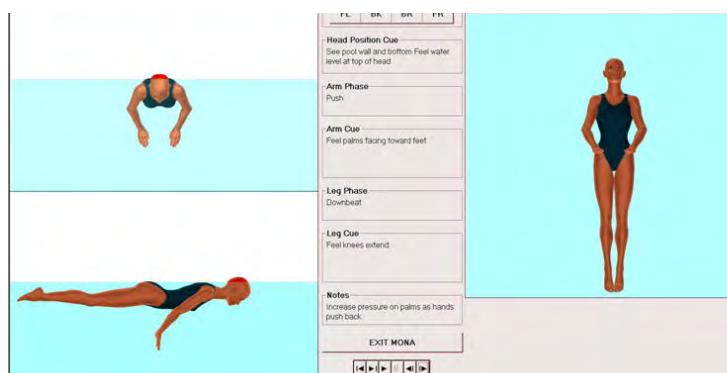 FL BK BR FR
Head Position Cue
See pool wall and bottom Feel water
level at top of head
Arm Phase
Push
Arm Cue
Feel palms facing toward feet
Leg Phase
Downbeat
Leg Cue
Feel knees extend
Notes
Increase pressure on palms as hands
push back
EXIT MONA